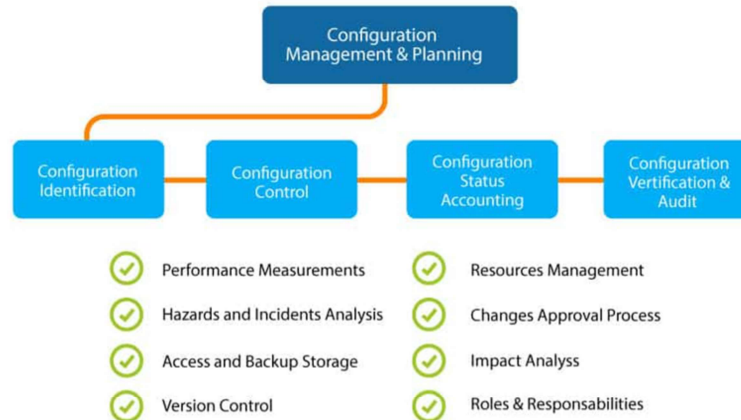 Configuration
Management & Planning
Configuration
Identification
Configuration
Control
Configuration
Status
Accounting
Configuration
Vertification &
Audit
Performance Measurements
Resources Management
Hazards and Incidents Analysis
Changes Approval Process
Access and Backup Storage
Impact Analyss
Version Control
Roles & Responsabilities